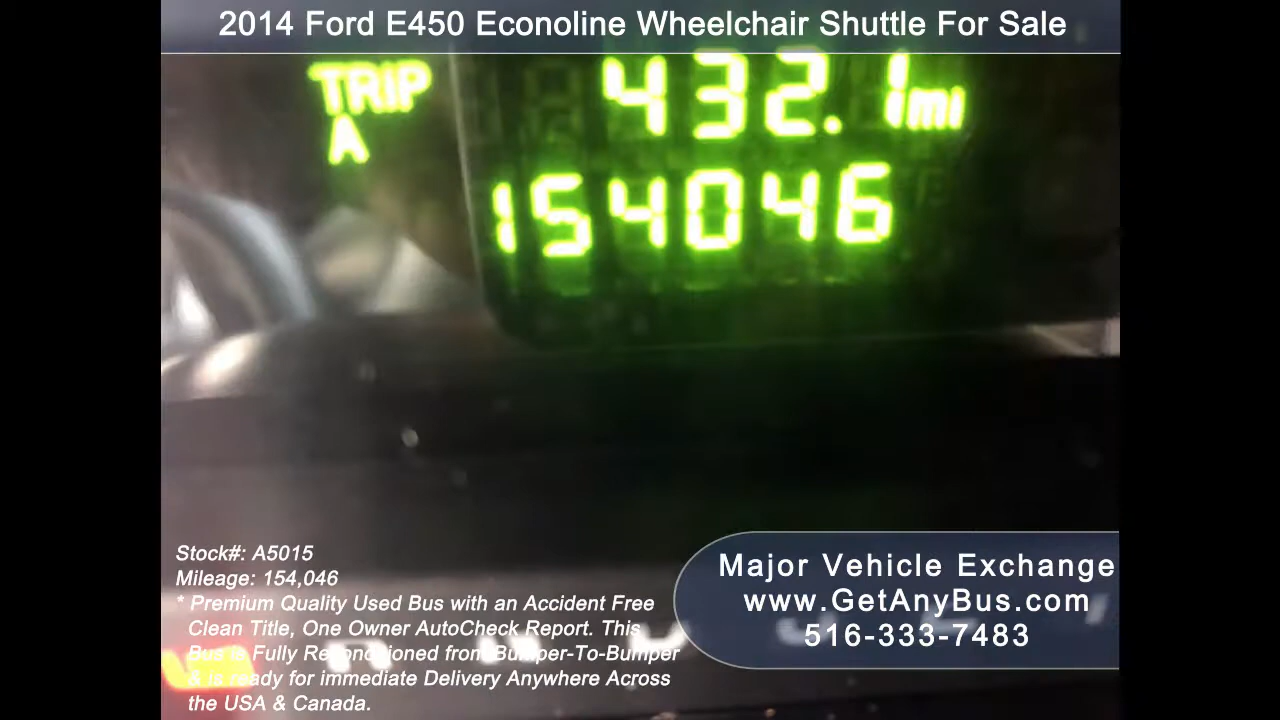 2014 Ford E450 Econoline Wheelchair Shuttle For Sale
TRIP 432.1mi
A
154046
Stock#: A5015
Mileage: 154,046
* Premium Quality Used Bus with an Accident Free
Clean Title, One Owner AutoCheck Report. This
Bus is Fully Reconditioned from Bumper-To-Bumper
& is ready for immediate Delivery Anywhere Across
the USA & Canada.
Major Vehicle Exchange
www.GetAnyBus.com
516-333-7483